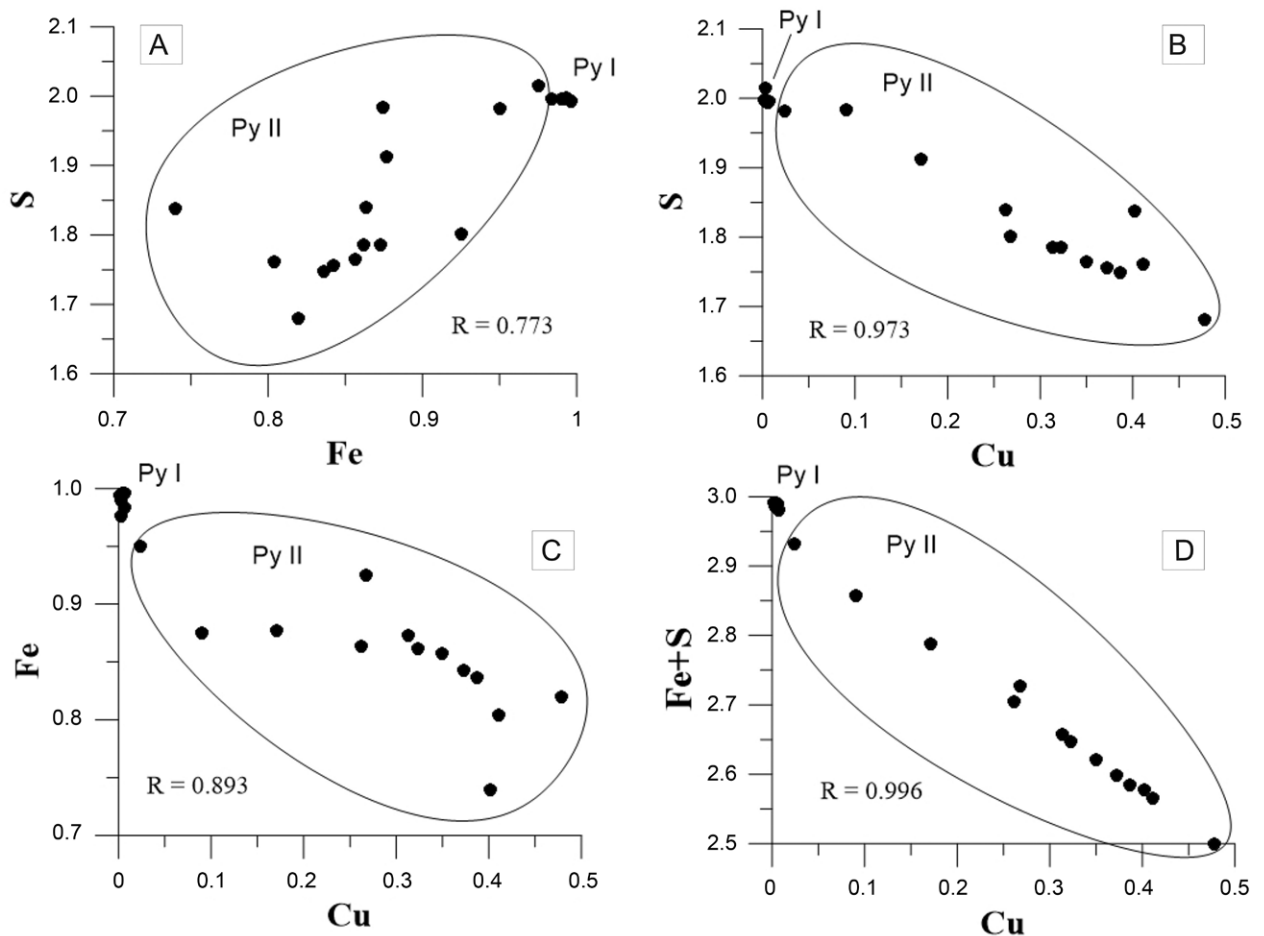 A
2.1
2.0
1.9
1.8
1.7
1.6
S
Py I
Py II
R = 0.773
0.7
0.8
0.9
1
Fe
B
2.1
2.0
1.9
1.8
1.7
1.6
S
Py I
Py II
R = 0.973
0
0.1
0.2
0.3
0.4
0.5
Cu
C
1.0
0.9
0.8
0.7
Fe
Py I
Py II
R = 0.893
0
0.1
0.2
0.3
0.4
0.5
Cu
D
3.0
2.9
2.8
2.7
2.6
2.5
Fe+S
Py I
Py II
R = 0.996
0
0.1
0.2
0.3
0.4
0.5
Cu